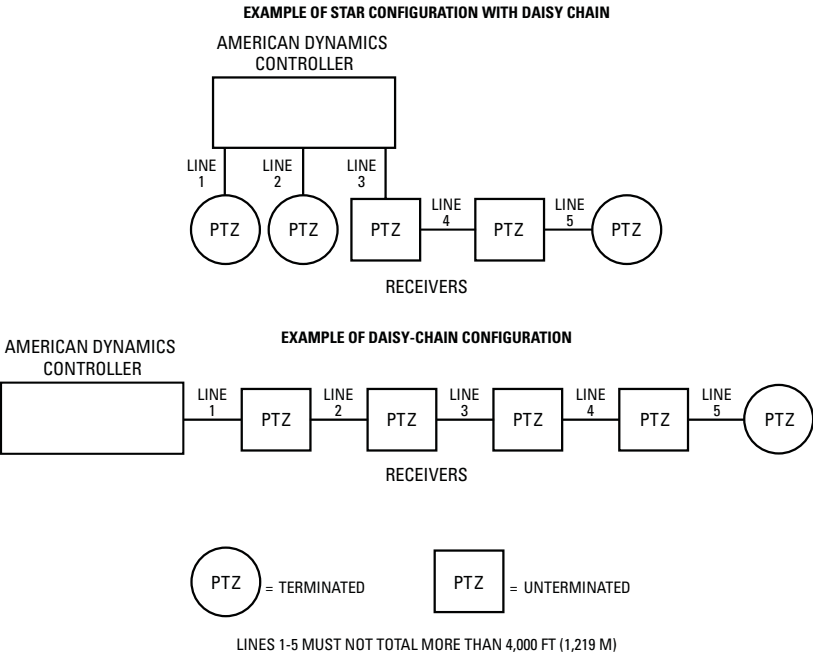 EXAMPLE OF STAR CONFIGURATION WITH DAISY CHAIN
AMERICAN DYNAMICS
CONTROLLER
LINE
1
LINE
2
LINE
3
PTZ
PTZ
PTZ
LINE
4
PTZ
LINE
5
PTZ
RECEIVERS
EXAMPLE OF DAISY-CHAIN CONFIGURATION
AMERICAN DYNAMICS
CONTROLLER
LINE
1
PTZ
LINE
2
PTZ
LINE
3
PTZ
LINE
4
PTZ
LINE
5
PTZ
RECEIVERS
PTZ = TERMINATED
PTZ = UNTERMINATED
LINES 1-5 MUST NOT TOTAL MORE THAN 4,000 FT (1,219 M)